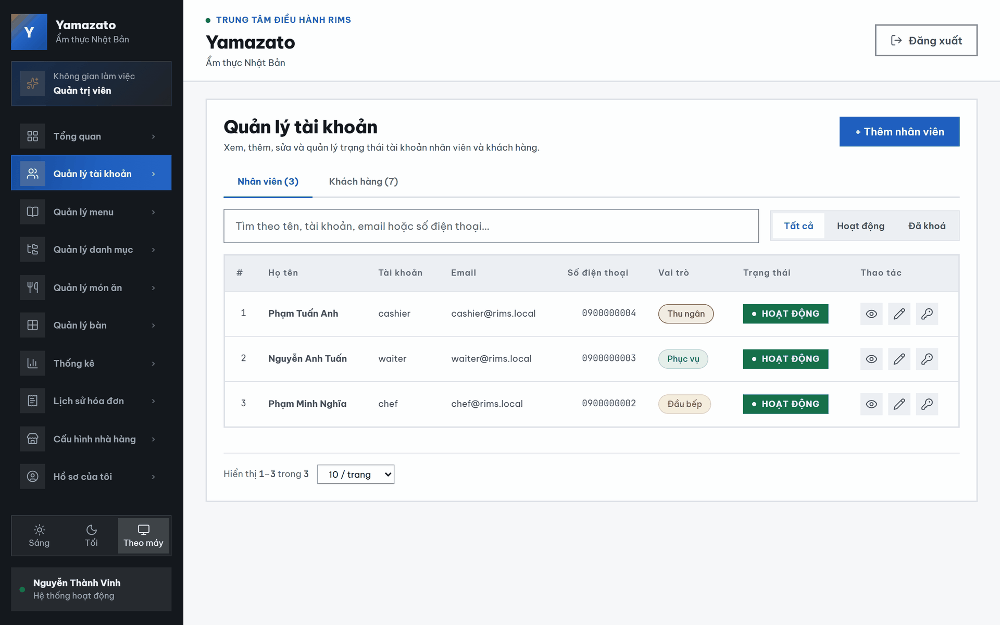 Y
Yamazato
Ẩm thực Nhật Bản
Không gian làm việc
Quản trị viên
Tổng quan
Quản lý tài khoản
Quản lý menu
Quản lý danh mục
Quản lý món ăn
Quản lý bàn
Thống kê
Lịch sử hóa đơn
Cấu hình nhà hàng
Hồ sơ của tôi
Sáng
Tối
Theo máy
Nguyễn Thành Vinh
Hệ thống hoạt động
TRUNG TÂM ĐIỀU HÀNH RIMS
Yamazato
Ẩm thực Nhật Bản
Đăng xuất
Quản lý tài khoản
Xem, thêm, sửa và quản lý trạng thái tài khoản nhân viên và khách hàng.
+ Thêm nhân viên
Nhân viên (3) Khách hàng (7)
Tìm theo tên, tài khoản, email hoặc số điện thoại...
Tất cả Hoạt động Đã khoá
# Họ tên Tài khoản Email Số điện thoại Vai trò Trạng thái Thao tác
1 Phạm Tuấn Anh cashier cashier@rims.local 0900000004 Thu ngân HOẠT ĐỘNG
2 Nguyễn Anh Tuấn waiter waiter@rims.local 0900000003 Phục vụ HOẠT ĐỘNG
3 Phạm Minh Nghĩa chef chef@rims.local 0900000002 Đầu bếp HOẠT ĐỘNG
Hiển thị 1–3 trong 3 10 / trang